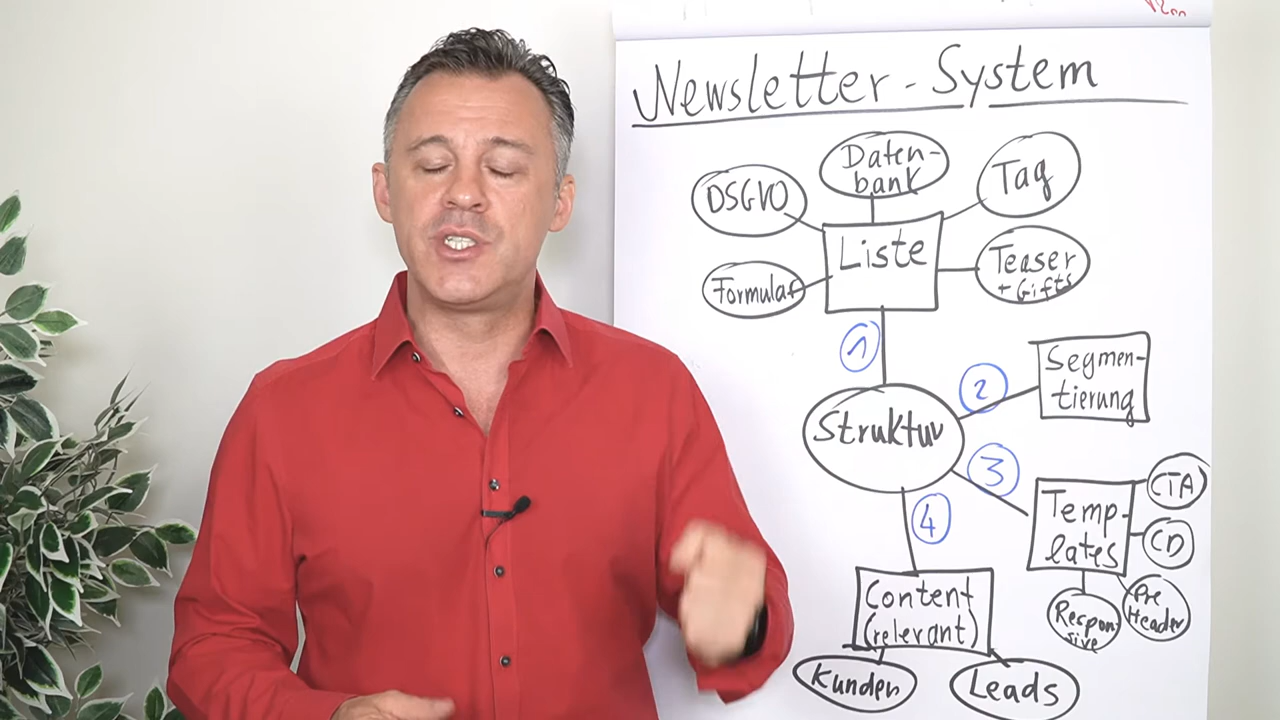 Newsletter-System
Daten-
bank
Tag
DSGVO
Liste
Teaser
+ Gifts
Formular
1
Segmen-
tierung
2
Struktur
3
CTA
Temp-
lates
4
CD
Content
(relevant)
Pre
Header
Respon
sive
Kunden
Leads